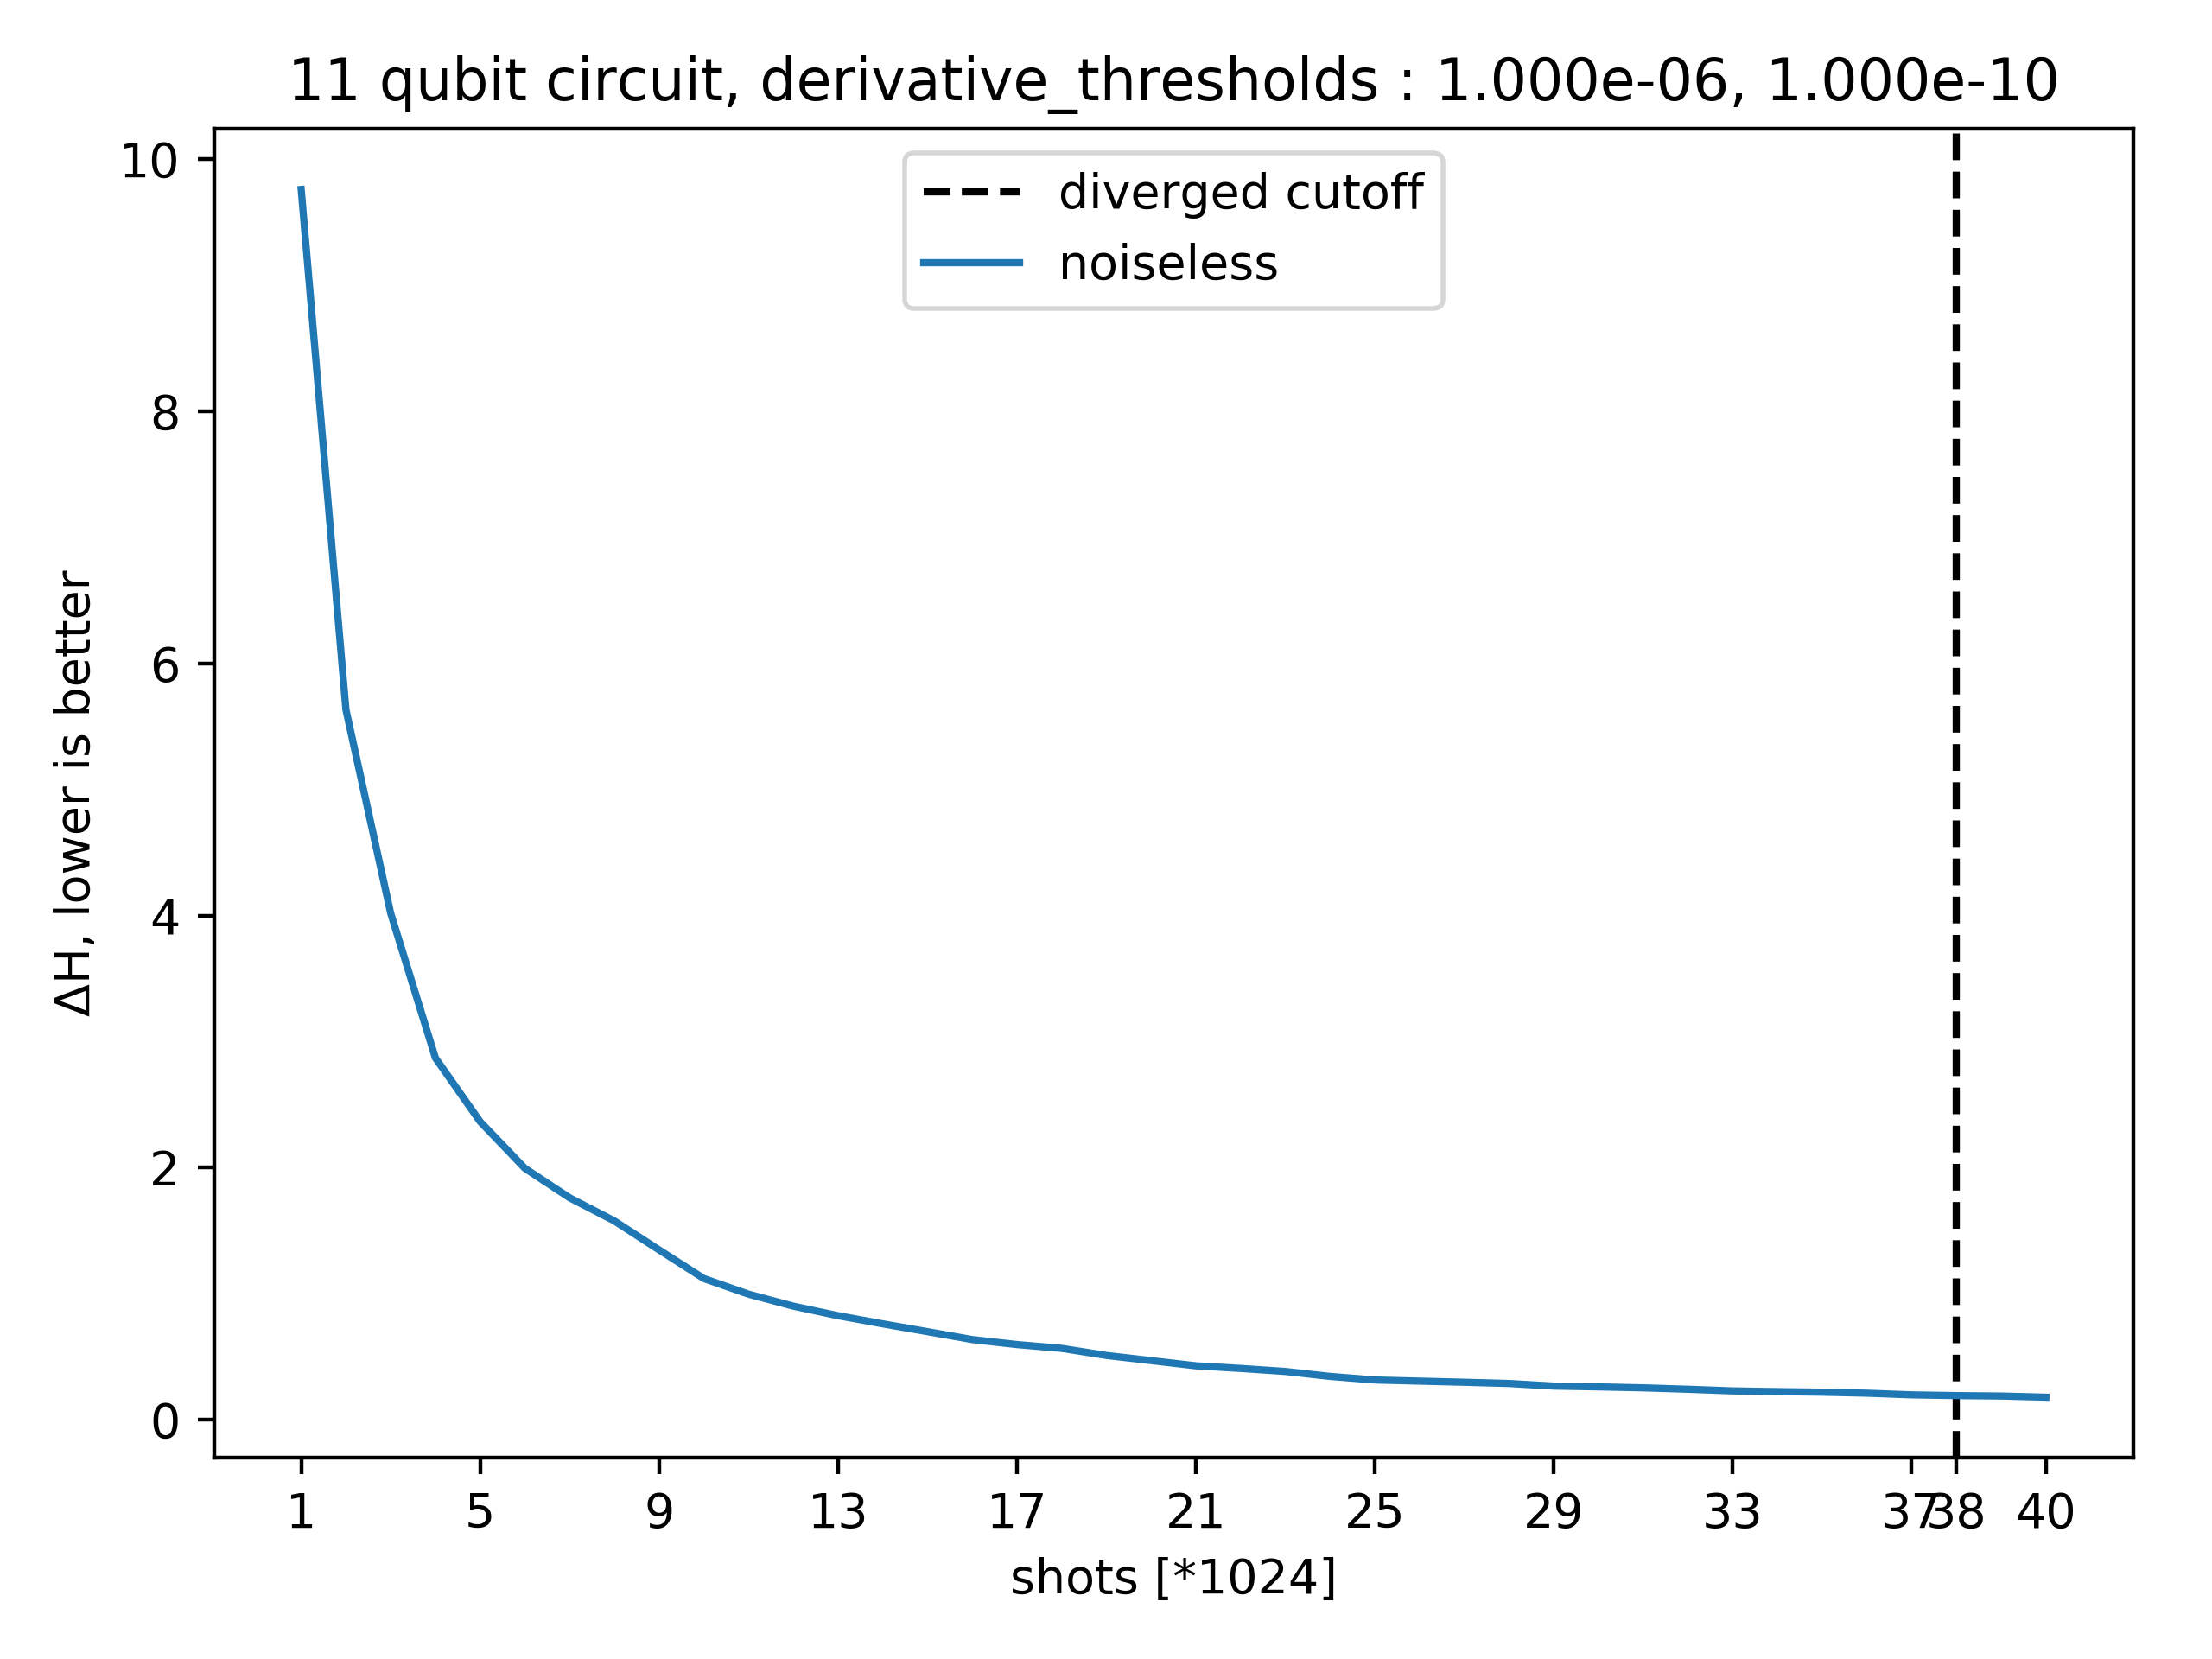 11 qubit circuit, derivative_thresholds : 1.000e-06, 1.000e-10
10
8
6
4
2
0
ΔH, lower is better
diverged cutoff
noiseless
1 5 9 13 17 21 25 29 33 37 38 40
shots [*1024]